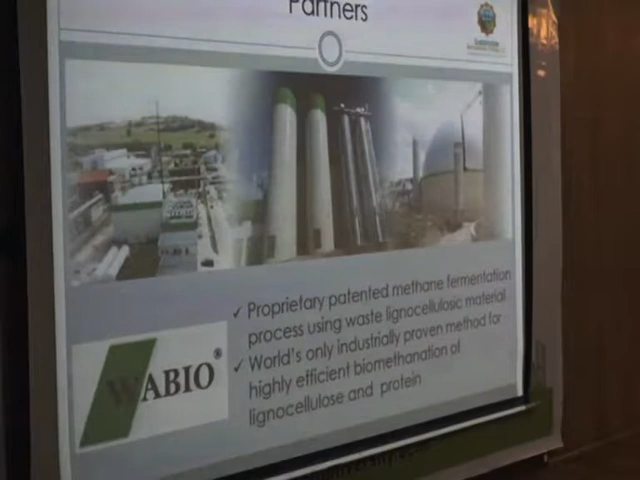 Partners
✓ Proprietary patented methane fermentation
process using waste lignocellulosic material
✓ World's only industrially proven method for
highly efficient biomethanation of
lignocellulose and protein
WABIO®